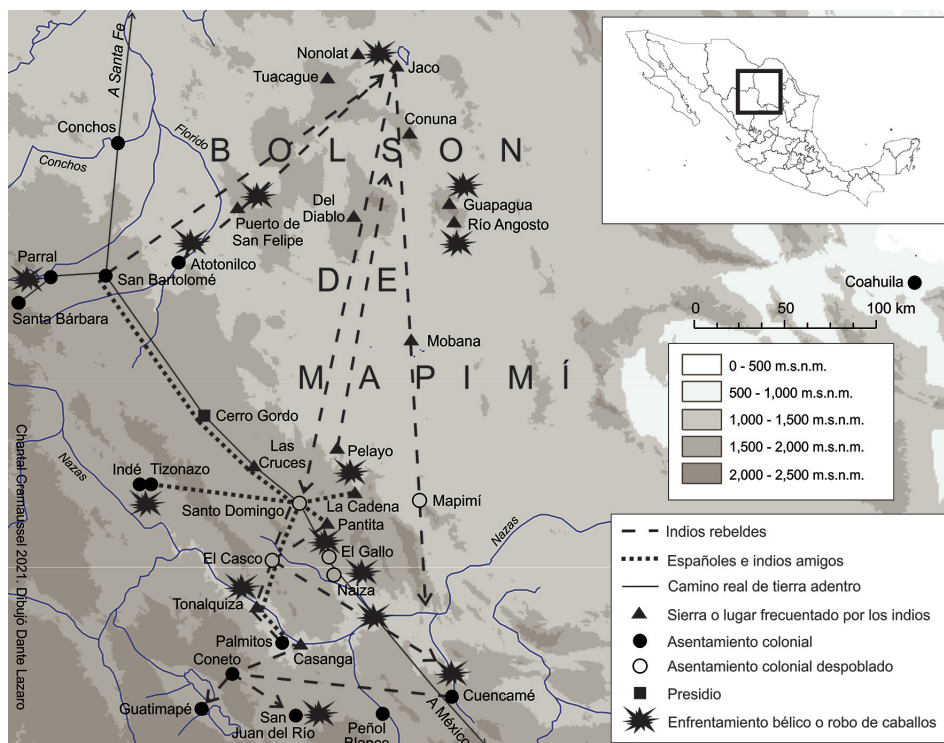 A Santa Fe
Nonolat
Jaco
Tuacague
Conchos
Florido
Conuna
Conchos
BOLSON
Guapagua
Del
Diablo
Río Angosto
Puerto de
San Felipe
Parral
San Bartolomé
Atotonilco
DE
Coahuila
Santa Bárbara
0 50 100 km
Mobana
0 - 500 m.s.n.m.
MAPIMÍ
500 - 1,000 m.s.n.m.
1,000 - 1,500 m.s.n.m.
1,500 - 2,000 m.s.n.m.
2,000 - 2,500 m.s.n.m.
Cerro Gordo
Chantal Cramaussel 2021. Dibujó Dante Lazaro
Nazas
Las
Cruces
Pelayo
Indé
Tizonazo
Santo Domingo
La Cadena
Mapimí
Pantita
El Casco
El Gallo
Nazas
Naiza
Tonalquiza
Palmitos
Casanga
Coneto
Cuencamé
Guatimapé
San
Juan del Río
Peñol
Blanco
A México
Indios rebeldes
Españoles e indios amigos
Camino real de tierra adentro
Sierra o lugar frecuentado por los indios
Asentamiento colonial
Asentamiento colonial despoblado
Presidio
Enfrentamiento bélico o robo de caballos